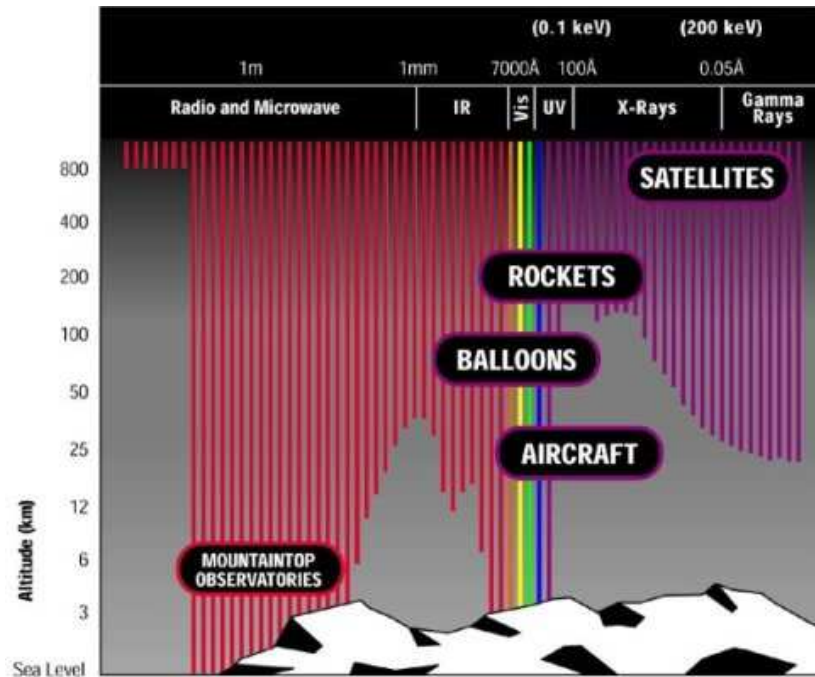 (0.1 keV) (200 keV)
1m 1mm 7000Å 100Å 0.05Å
Radio and Microwave IR Vis UV X-Rays Gamma Rays
800
SATELLITES
400
200
ROCKETS
100
BALLOONS
50
25
AIRCRAFT
12
Altitude (km)
6
MOUNTAINTOP
OBSERVATORIES
3
Sea Level